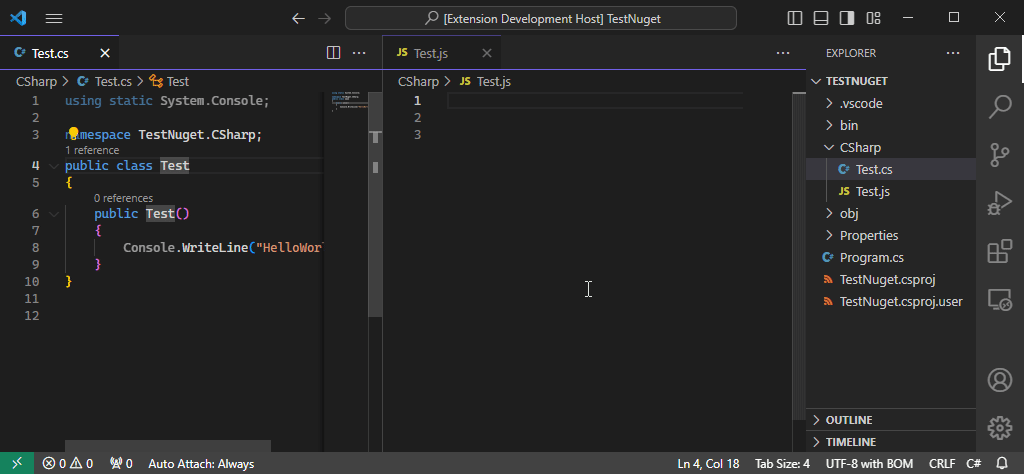 [Extension Development Host] TestNuget
C# Test.cs
JS Test.js
EXPLORER
CSharp > C# Test.cs > Test
1 using static System.Console;
2
3 namespace TestNuget.CSharp;
1 reference
4 public class Test
5 {
0 references
6 public Test()
7 {
8 Console.WriteLine("HelloWorl
9 }
10 }
11
12
CSharp > JS Test.js
1
2
3
TESTNUGET
.vscode
bin
CSharp
C# Test.cs
JS Test.js
obj
Properties
C# Program.cs
TestNuget.csproj
TestNuget.csproj.user
OUTLINE
TIMELINE
0 0 0 Auto Attach: Always Ln 4, Col 18 Tab Size: 4 UTF-8 with BOM CRLF C#